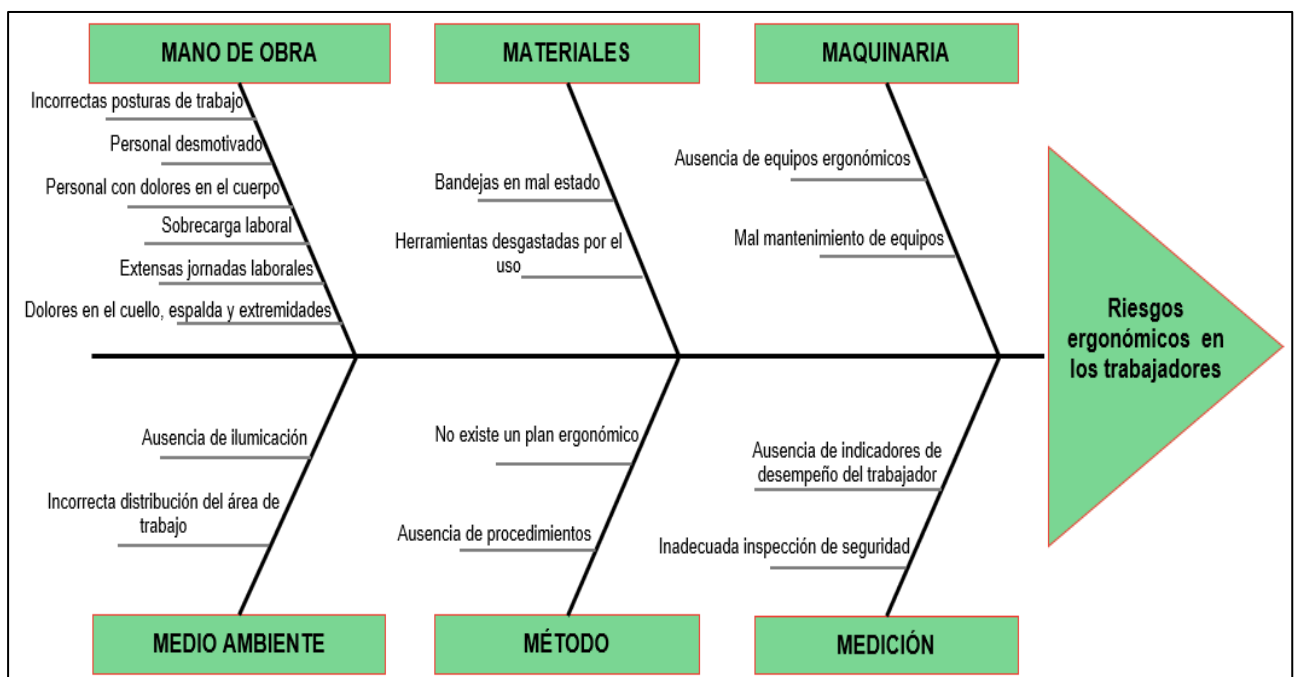 MANO DE OBRA
Incorrectas posturas de trabajo
Personal desmotivado
Personal con dolores en el cuerpo
Sobrecarga laboral
Extensas jornadas laborales
Dolores en el cuello, espalda y extremidades
MATERIALES
Bandejas en mal estado
Herramientas desgastadas por el
uso
MAQUINARIA
Ausencia de equipos ergonómicos
Mal mantenimiento de equipos
Riesgos
ergonómicos en
los trabajadores
Ausencia de ilumicación
Incorrecta distribución del área de
trabajo
MEDIO AMBIENTE
No existe un plan ergonómico
Ausencia de procedimientos
MÉTODO
Ausencia de indicadores de
desempeño del trabajador
Inadecuada inspección de seguridad
MEDICIÓN